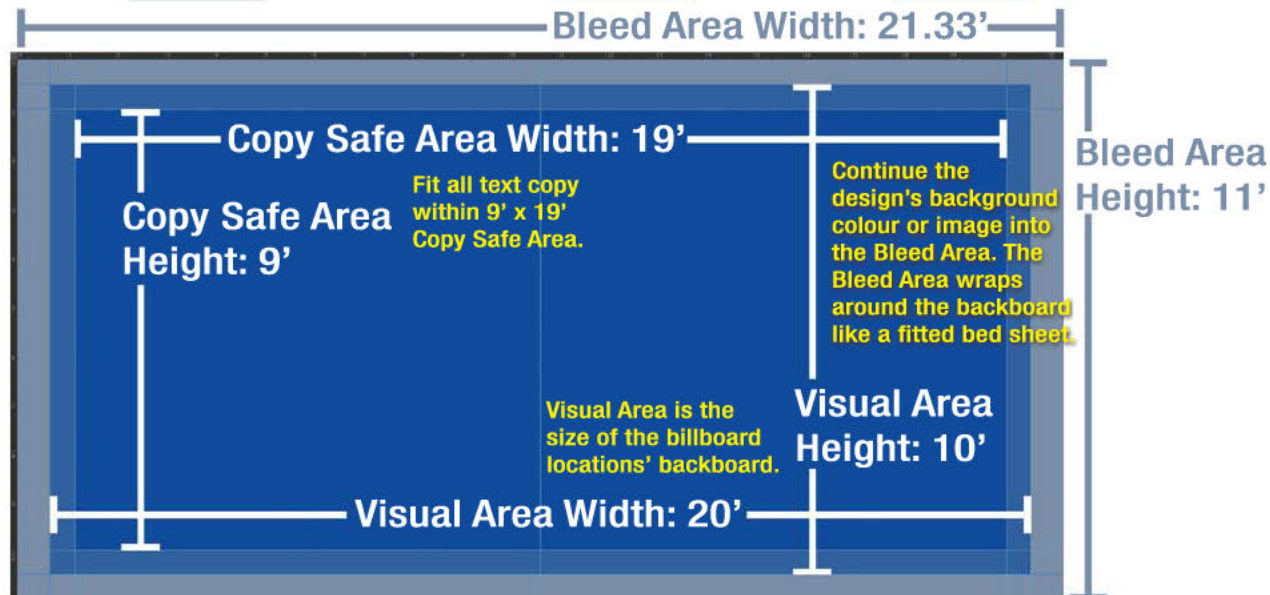 Bleed Area Width: 21.33’
Copy Safe Area Width: 19’
Bleed Area
Height: 11’
Continue the
design’s background
colour or image into
the Bleed Area. The
Bleed Area wraps
around the backboard
like a fitted bed sheet.
Fit all text copy
within 9’ x 19’
Copy Safe Area.
Copy Safe Area
Height: 9’
Visual Area is the
size of the billboard
locations’ backboard.
Visual Area
Height: 10’
Visual Area Width: 20’